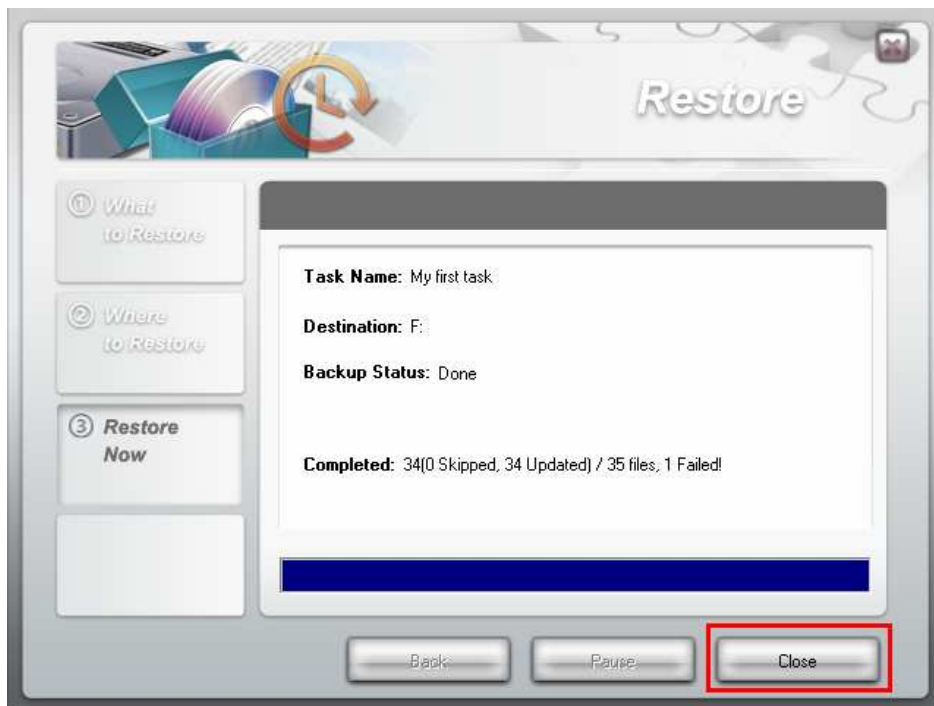 Restore
① What
to Restore
② Where
to Restore
③ Restore
Now
Task Name: My first task
Destination: F:
Backup Status: Done
Completed: 34(0 Skipped, 34 Updated) / 35 files, 1 Failed!
Back
Pause
Close